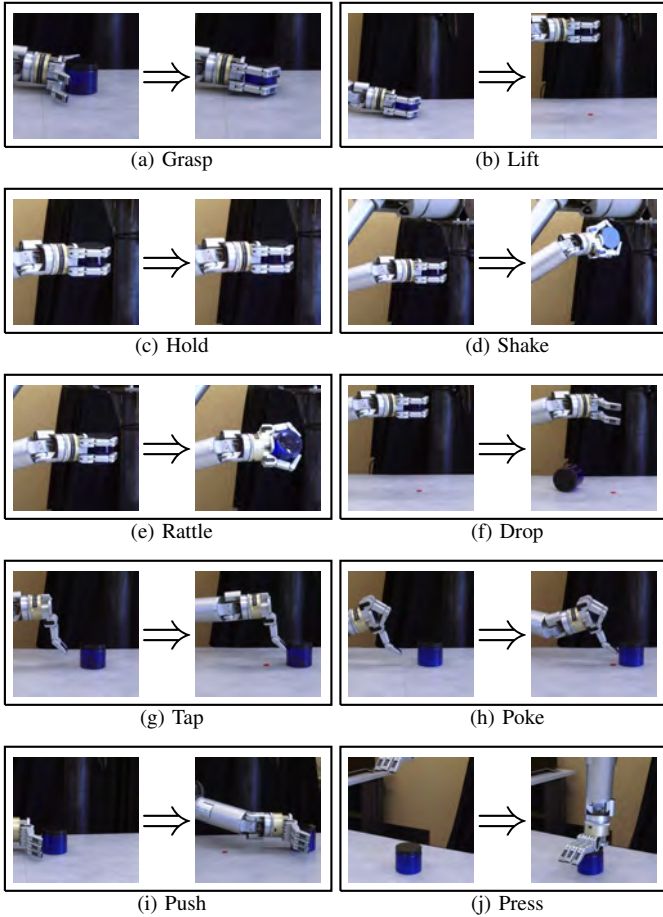 (a) Grasp
(b) Lift
(c) Hold
(d) Shake
(e) Rattle
(f) Drop
(g) Tap
(h) Poke
(i) Push
(j) Press